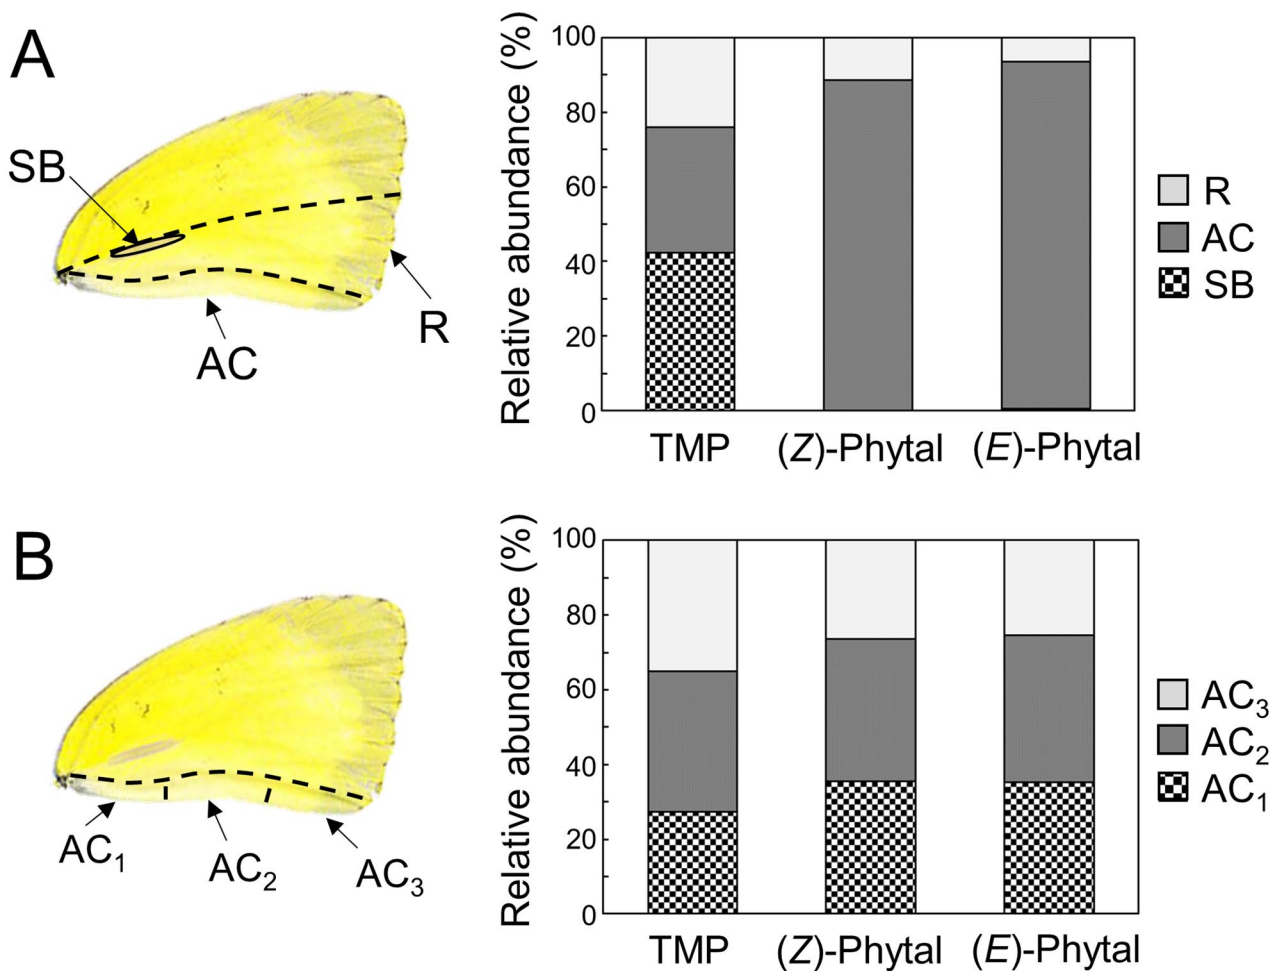 A
SB
AC
R
Relative abundance (%)
100
80
60
40
20
0
TMP
(Z)-Phytal
(E)-Phytal
R
AC
SB
B
AC₁
AC₂
AC₃
Relative abundance (%)
100
80
60
40
20
0
TMP
(Z)-Phytal
(E)-Phytal
AC₃
AC₂
AC₁